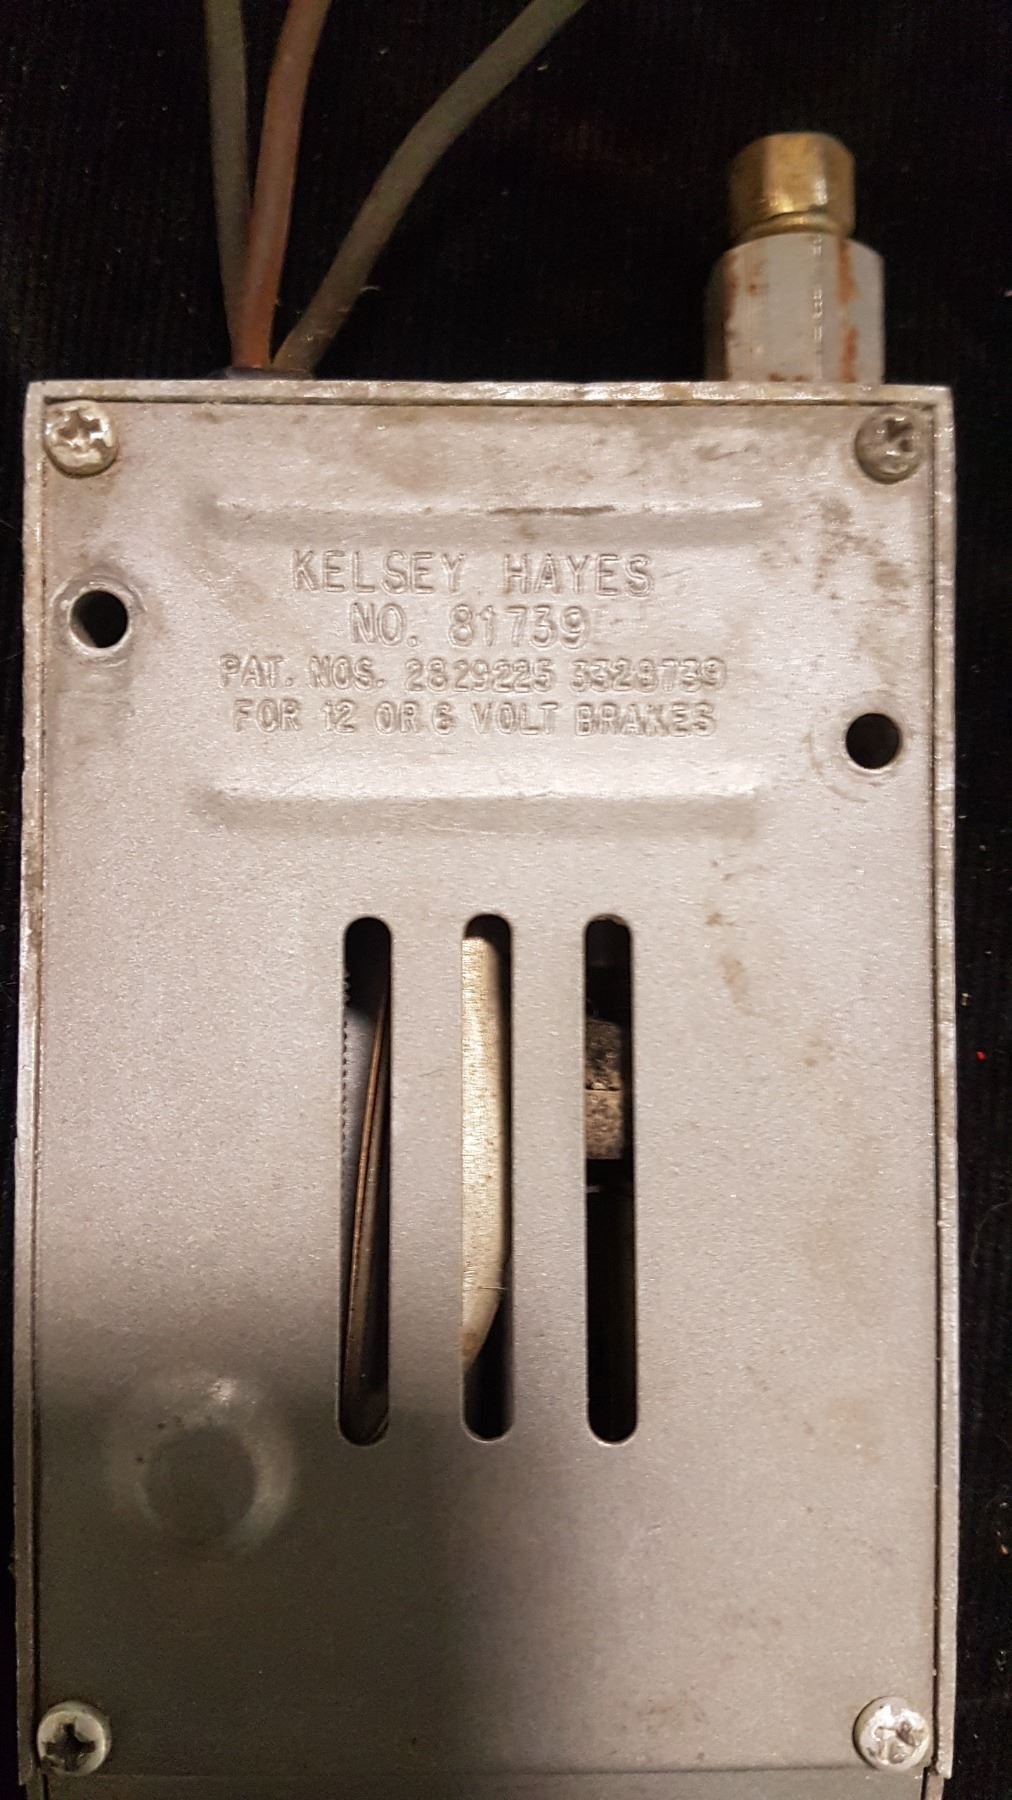 KELSEY HAYES
NO. 81739
PAT. NOS. 2829225 3328739
FOR 12 OR 6 VOLT BRAKES